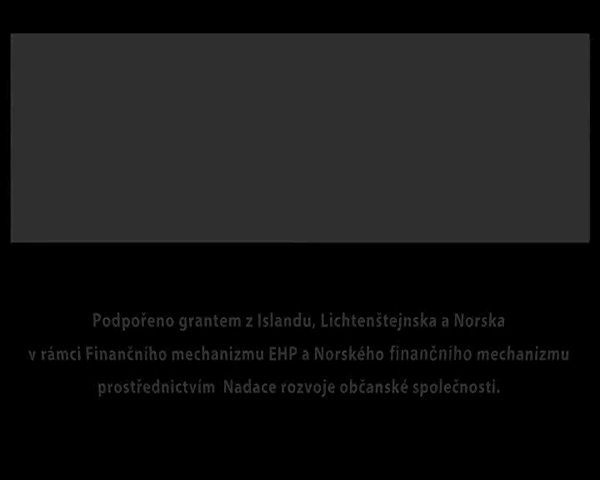 Podpořeno grantem z Islandu, Lichtenštejnska a Norska
v rámci Finančního mechanizmu EHP a Norského finančního mechanizmu
prostřednictvím Nadace rozvoje občanské společnosti.